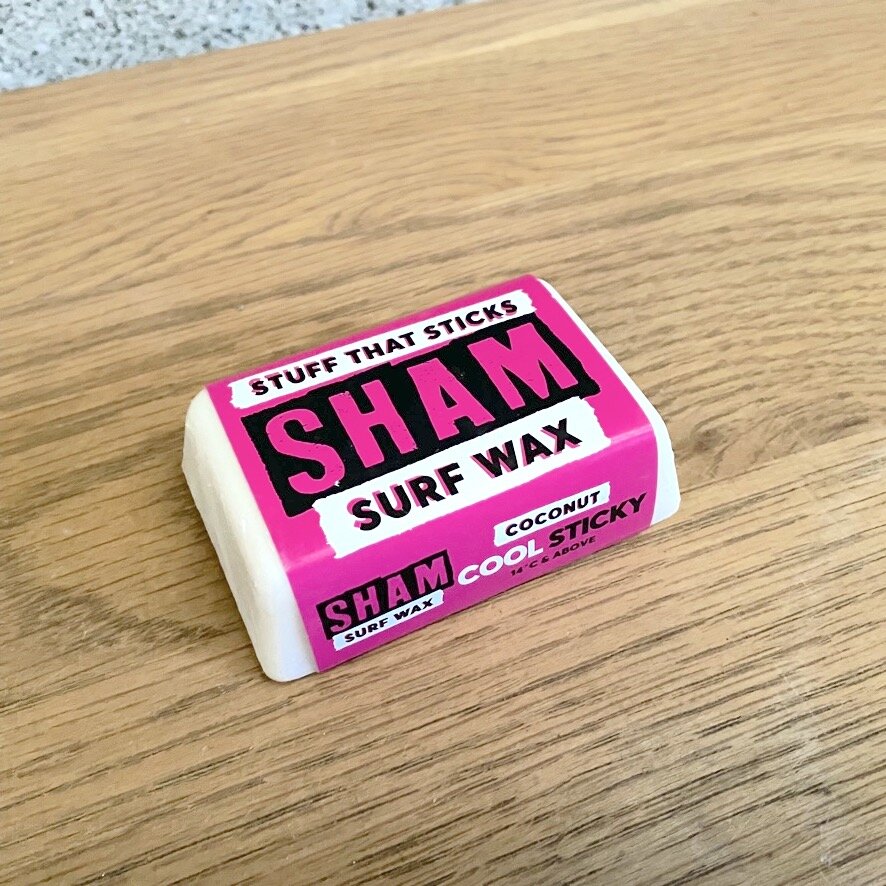 STUFF THAT STICKS
SHAM
SURF WAX
COCONUT
SHAM COOL STICKY
SURF WAX 14°C & ABOVE